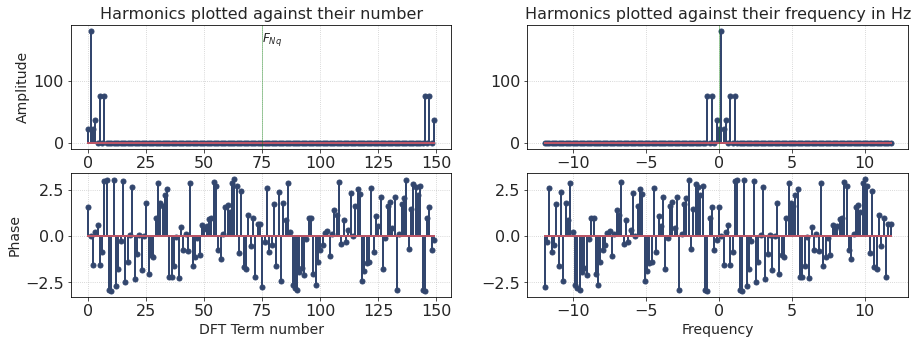 Harmonics plotted against their number
Harmonics plotted against their frequency in Hz
Amplitude
F_{Nq}
100
0
0 25 50 75 100 125 150
100
0
−10 −5 0 5 10
Phase
2.5
0.0
−2.5
0 25 50 75 100 125 150
DFT Term number
2.5
0.0
−2.5
−10 −5 0 5 10
Frequency